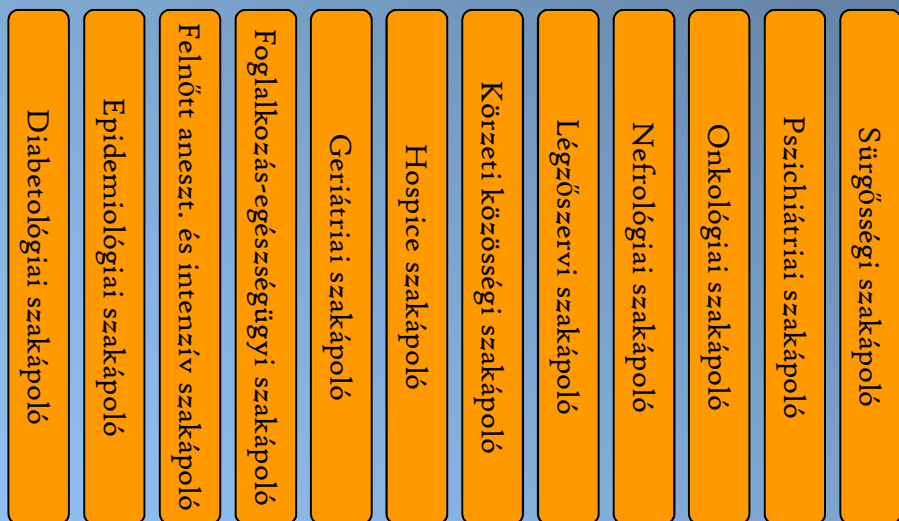 Diabetológiai szakápoló
Epidemiológiai szakápoló
Felnőtt aneszt. és intenzív szakápoló
Foglalkozás-egészségügyi szakápoló
Geriátriai szakápoló
Hospice szakápoló
Körzeti közösségi szakápoló
Légzőszervi szakápoló
Nefrológiai szakápoló
Onkológiai szakápoló
Pszichiátriai szakápoló
Sürgősségi szakápoló